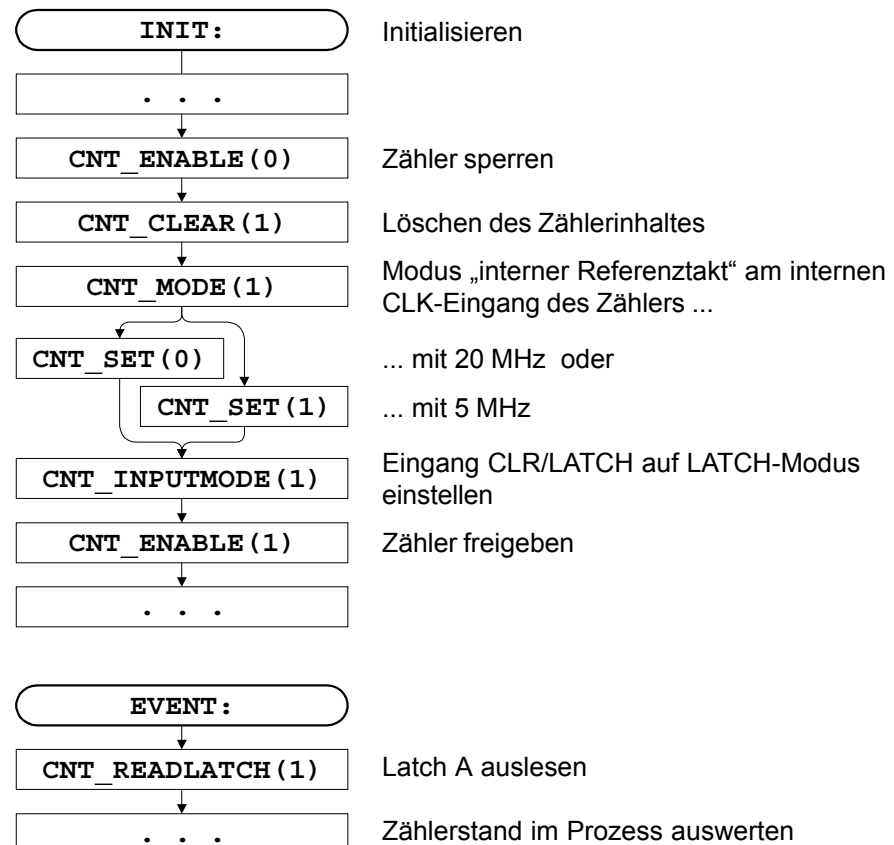 INIT:
Initialisieren
. . .
CNT_ENABLE(0)
Zähler sperren
CNT_CLEAR(1)
Löschen des Zählerinhaltes
CNT_MODE(1)
Modus „interner Referenztakt“ am internen
CLK-Eingang des Zählers ...
CNT_SET(0)
... mit 20 MHz oder
CNT_SET(1)
... mit 5 MHz
CNT_INPUTMODE(1)
Eingang CLR/LATCH auf LATCH-Modus
einstellen
CNT_ENABLE(1)
Zähler freigeben
. . .
EVENT:
CNT_READLATCH(1)
Latch A auslesen
. . .
Zählerstand im Prozess auswerten